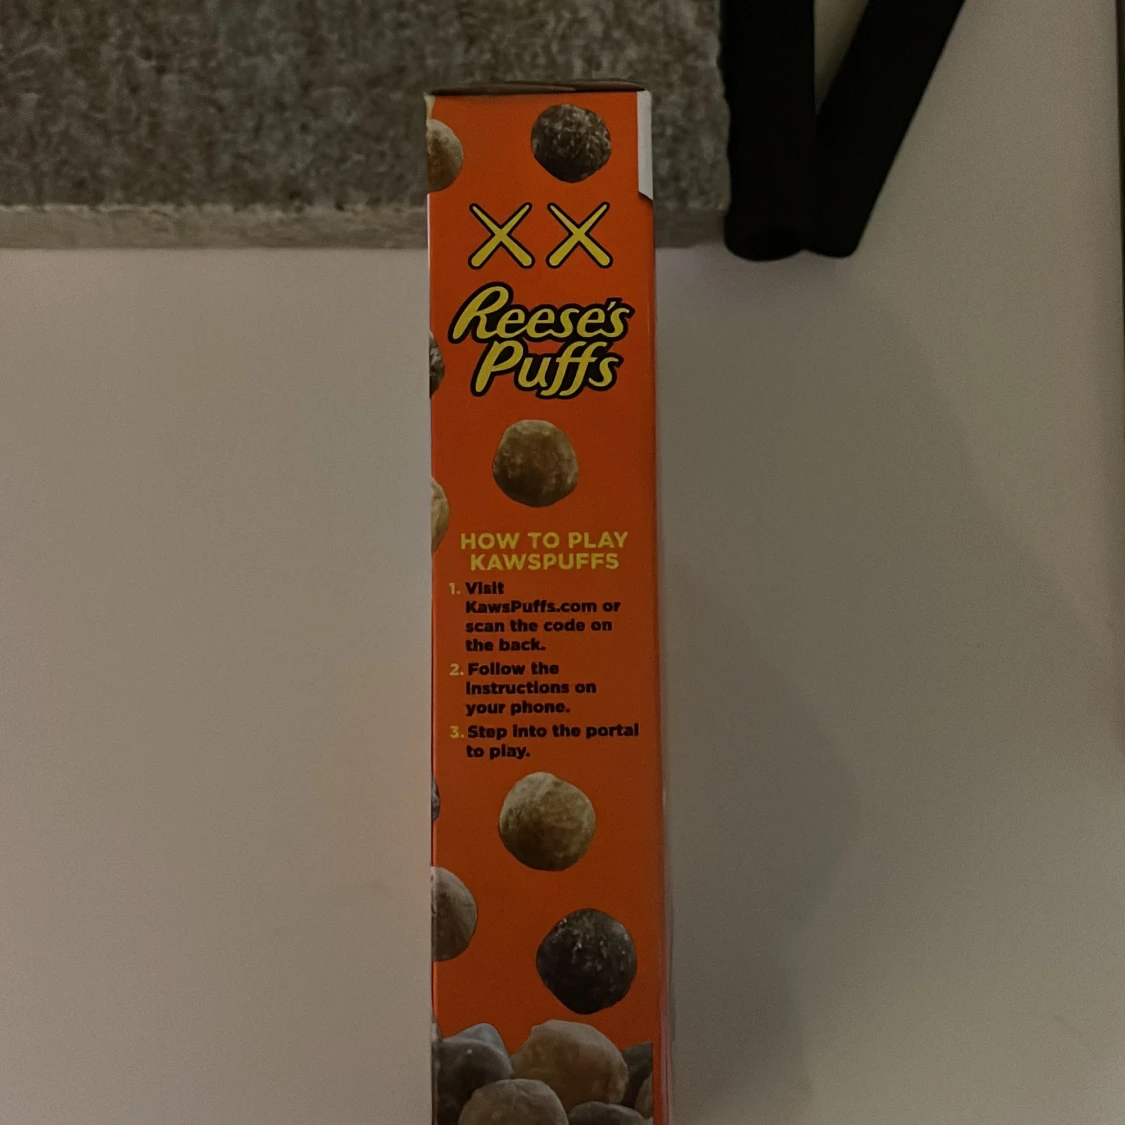 XX
Reese's
Puffs
HOW TO PLAY
KAWSPUFFS
1. Visit
KawsPuffs.com or
scan the code on
the back.
2. Follow the
instructions on
your phone.
3. Step into the portal
to play.